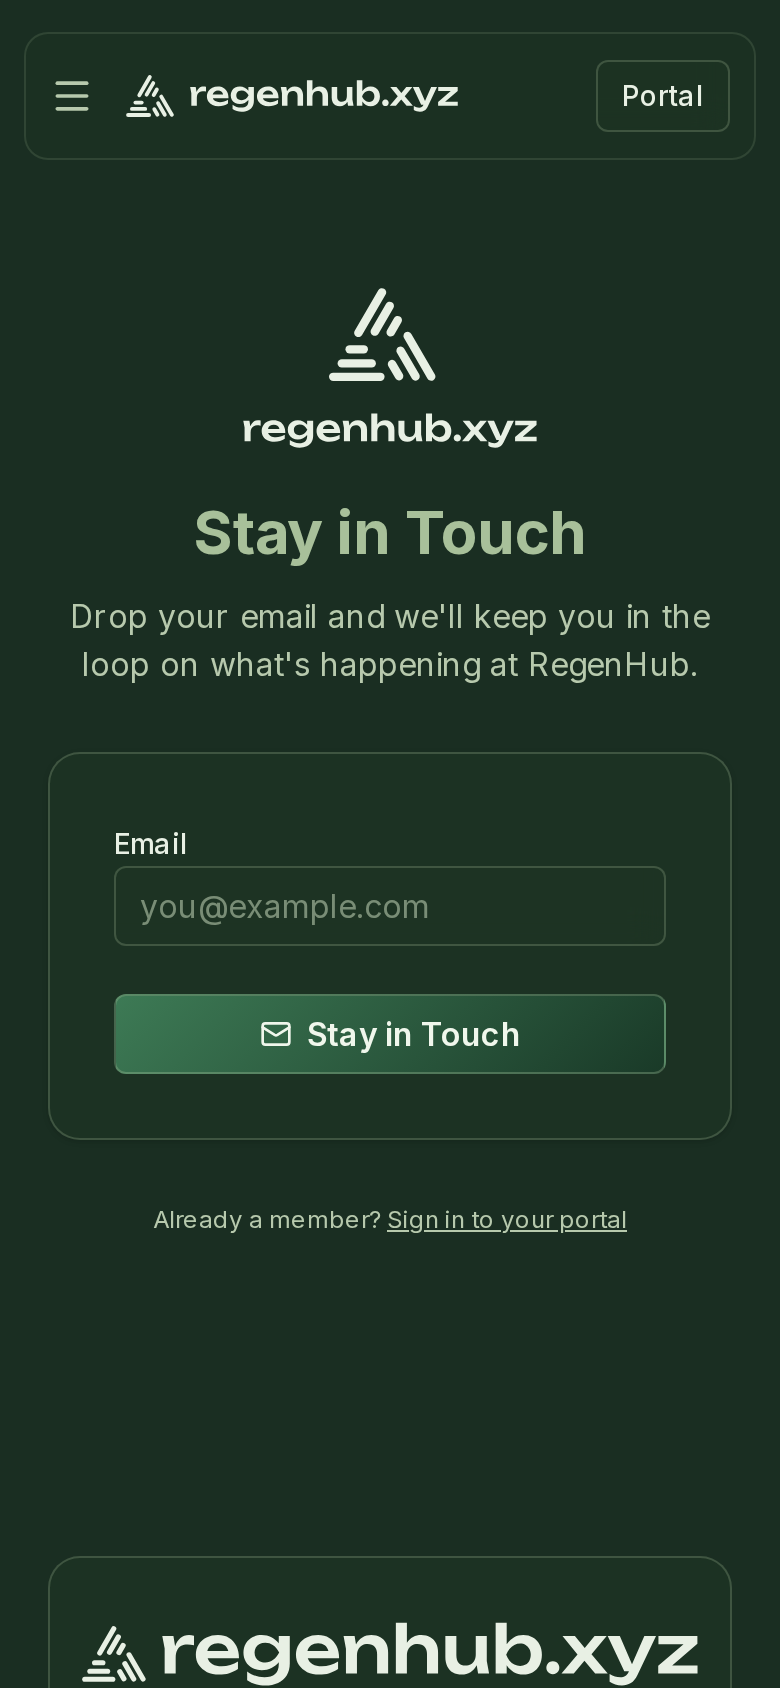 regenhub.xyz
Portal
regenhub.xyz
Stay in Touch
Drop your email and we'll keep you in the
loop on what's happening at RegenHub.
Email
you@example.com
Stay in Touch
Already a member? Sign in to your portal
regenhub.xyz